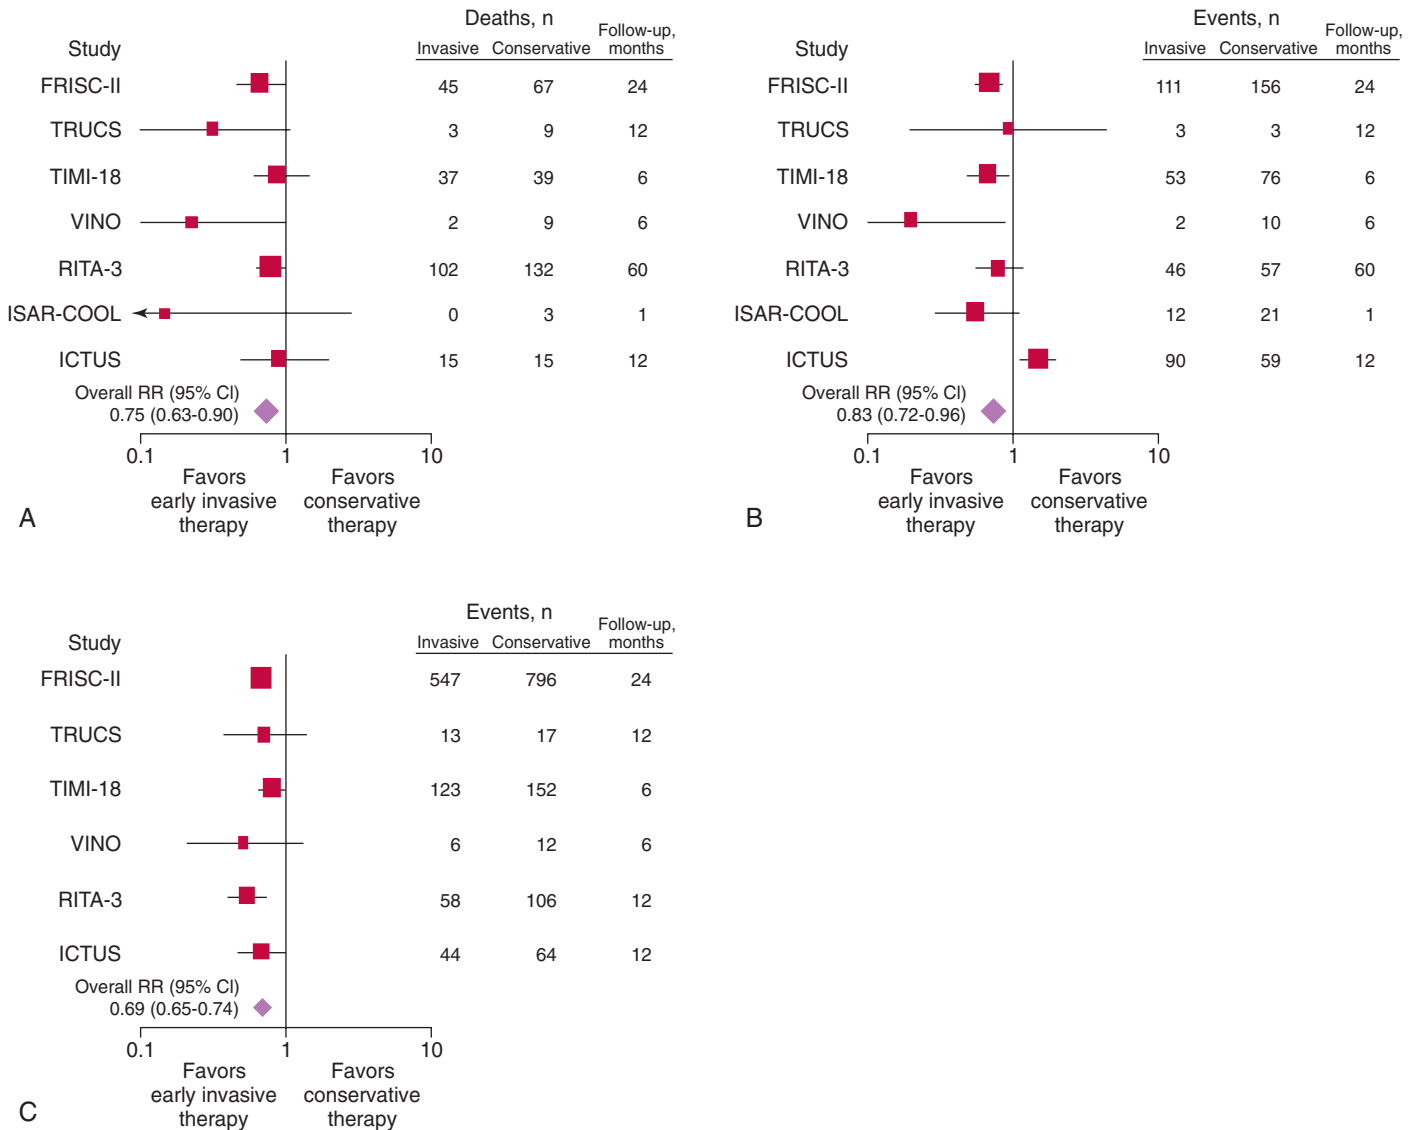 Deaths, n
Study Invasive Conservative Follow-up, months
FRISC-II 45 67 24
TRUCS 3 9 12
TIMI-18 37 39 6
VINO 2 9 6
RITA-3 102 132 60
ISAR-COOL 0 3 1
ICTUS 15 15 12
Overall RR (95% CI)
0.75 (0.63-0.90)
0.1 1 10
Favors early invasive therapy
Favors conservative therapy
A
Events, n
Study Invasive Conservative Follow-up, months
FRISC-II 111 156 24
TRUCS 3 3 12
TIMI-18 53 76 6
VINO 2 10 6
RITA-3 46 57 60
ISAR-COOL 12 21 1
ICTUS 90 59 12
Overall RR (95% CI)
0.83 (0.72-0.96)
0.1 1 10
Favors early invasive therapy
Favors conservative therapy
B
Events, n
Study Invasive Conservative Follow-up, months
FRISC-II 547 796 24
TRUCS 13 17 12
TIMI-18 123 152 6
VINO 6 12 6
RITA-3 58 106 12
ICTUS 44 64 12
Overall RR (95% CI)
0.69 (0.65-0.74)
0.1 1 10
Favors early invasive therapy
Favors conservative therapy
C